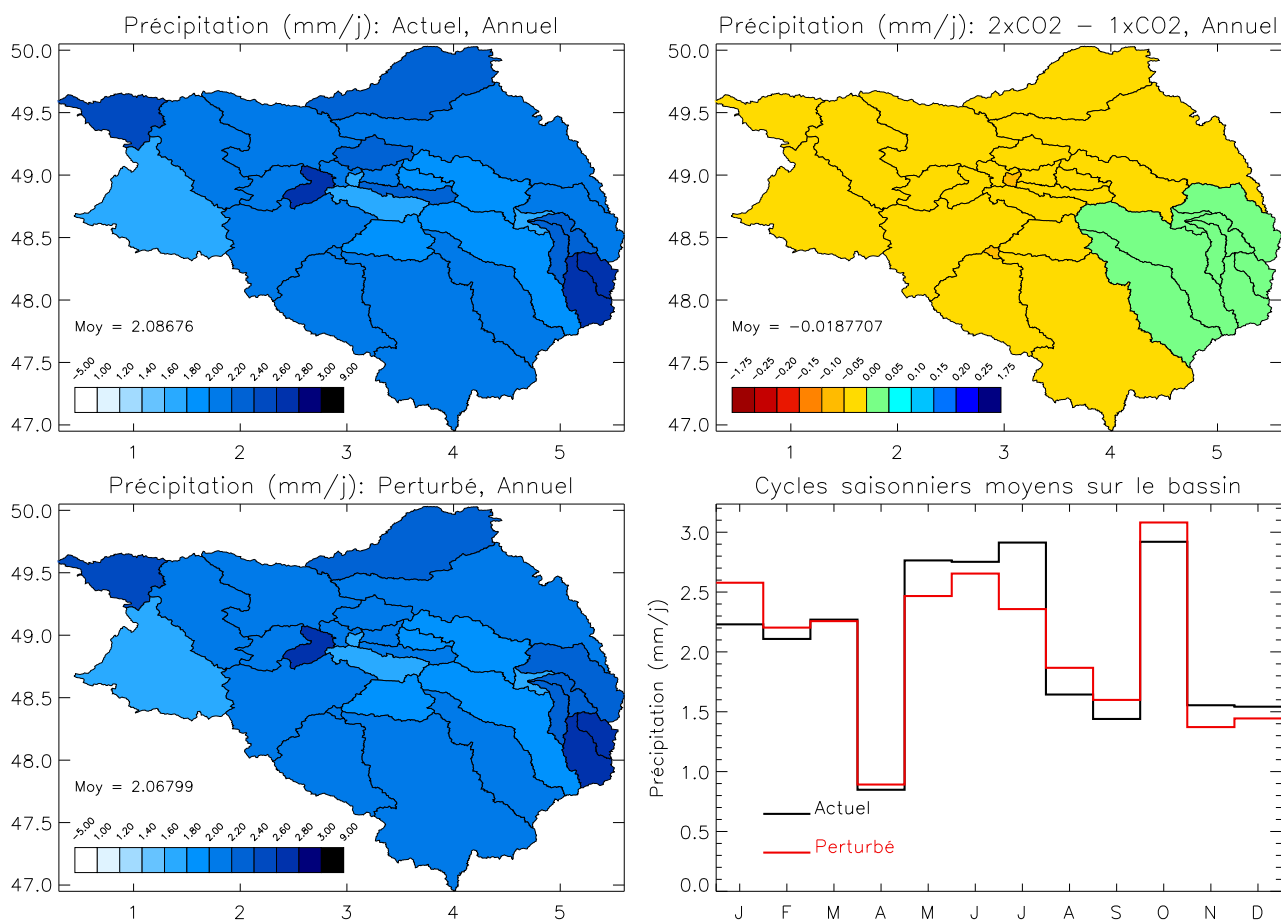 Précipitation (mm/j): Actuel, Annuel
50.0
49.5
49.0
48.5
48.0
47.5
47.0
Moy = 2.08676
-5.00 1.00 1.20 1.40 1.60 1.80 2.00 2.20 2.40 2.60 2.80 3.00 9.00
1 2 3 4 5
Précipitation (mm/j): 2xCO2 − 1xCO2, Annuel
50.0
49.5
49.0
48.5
48.0
47.5
47.0
Moy = −0.0187707
-1.75 -0.25 -0.20 -0.15 -0.10 -0.05 0.00 0.05 0.10 0.15 0.20 0.25 1.75
1 2 3 4 5
Précipitation (mm/j): Perturbé, Annuel
50.0
49.5
49.0
48.5
48.0
47.5
47.0
Moy = 2.06799
-5.00 1.00 1.20 1.40 1.60 1.80 2.00 2.20 2.40 2.60 2.80 3.00 9.00
1 2 3 4 5
Cycles saisonniers moyens sur le bassin
Précipitation (mm/j)
3.0
2.5
2.0
1.5
1.0
0.5
0.0
Actuel
Perturbé
J F M A M J J A S O N D